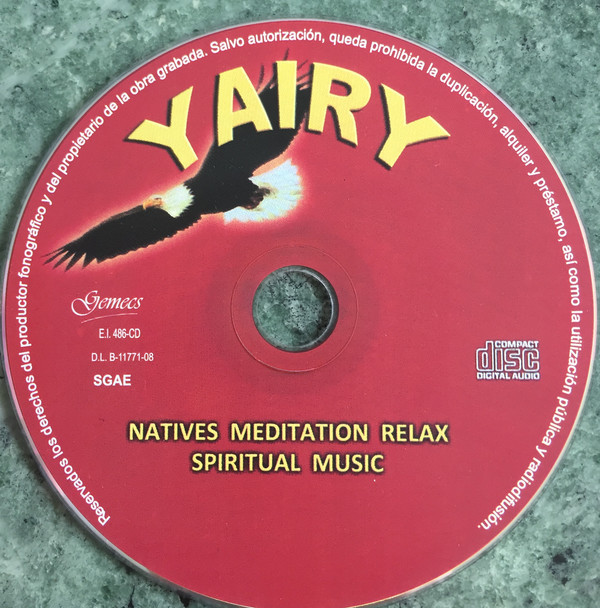 Reservados los derechos del productor fonográfico y del propietario de la obra grabada. Salvo autorización, queda prohibida la duplicación, alquiler y préstamo, así como la utilización pública y radiodifusión.
YAIRY
Gemecs
E.I. 486-CD
D.L. B-11771-08
SGAE
COMPACT
disc
DIGITAL AUDIO
NATIVES MEDITATION RELAX
SPIRITUAL MUSIC